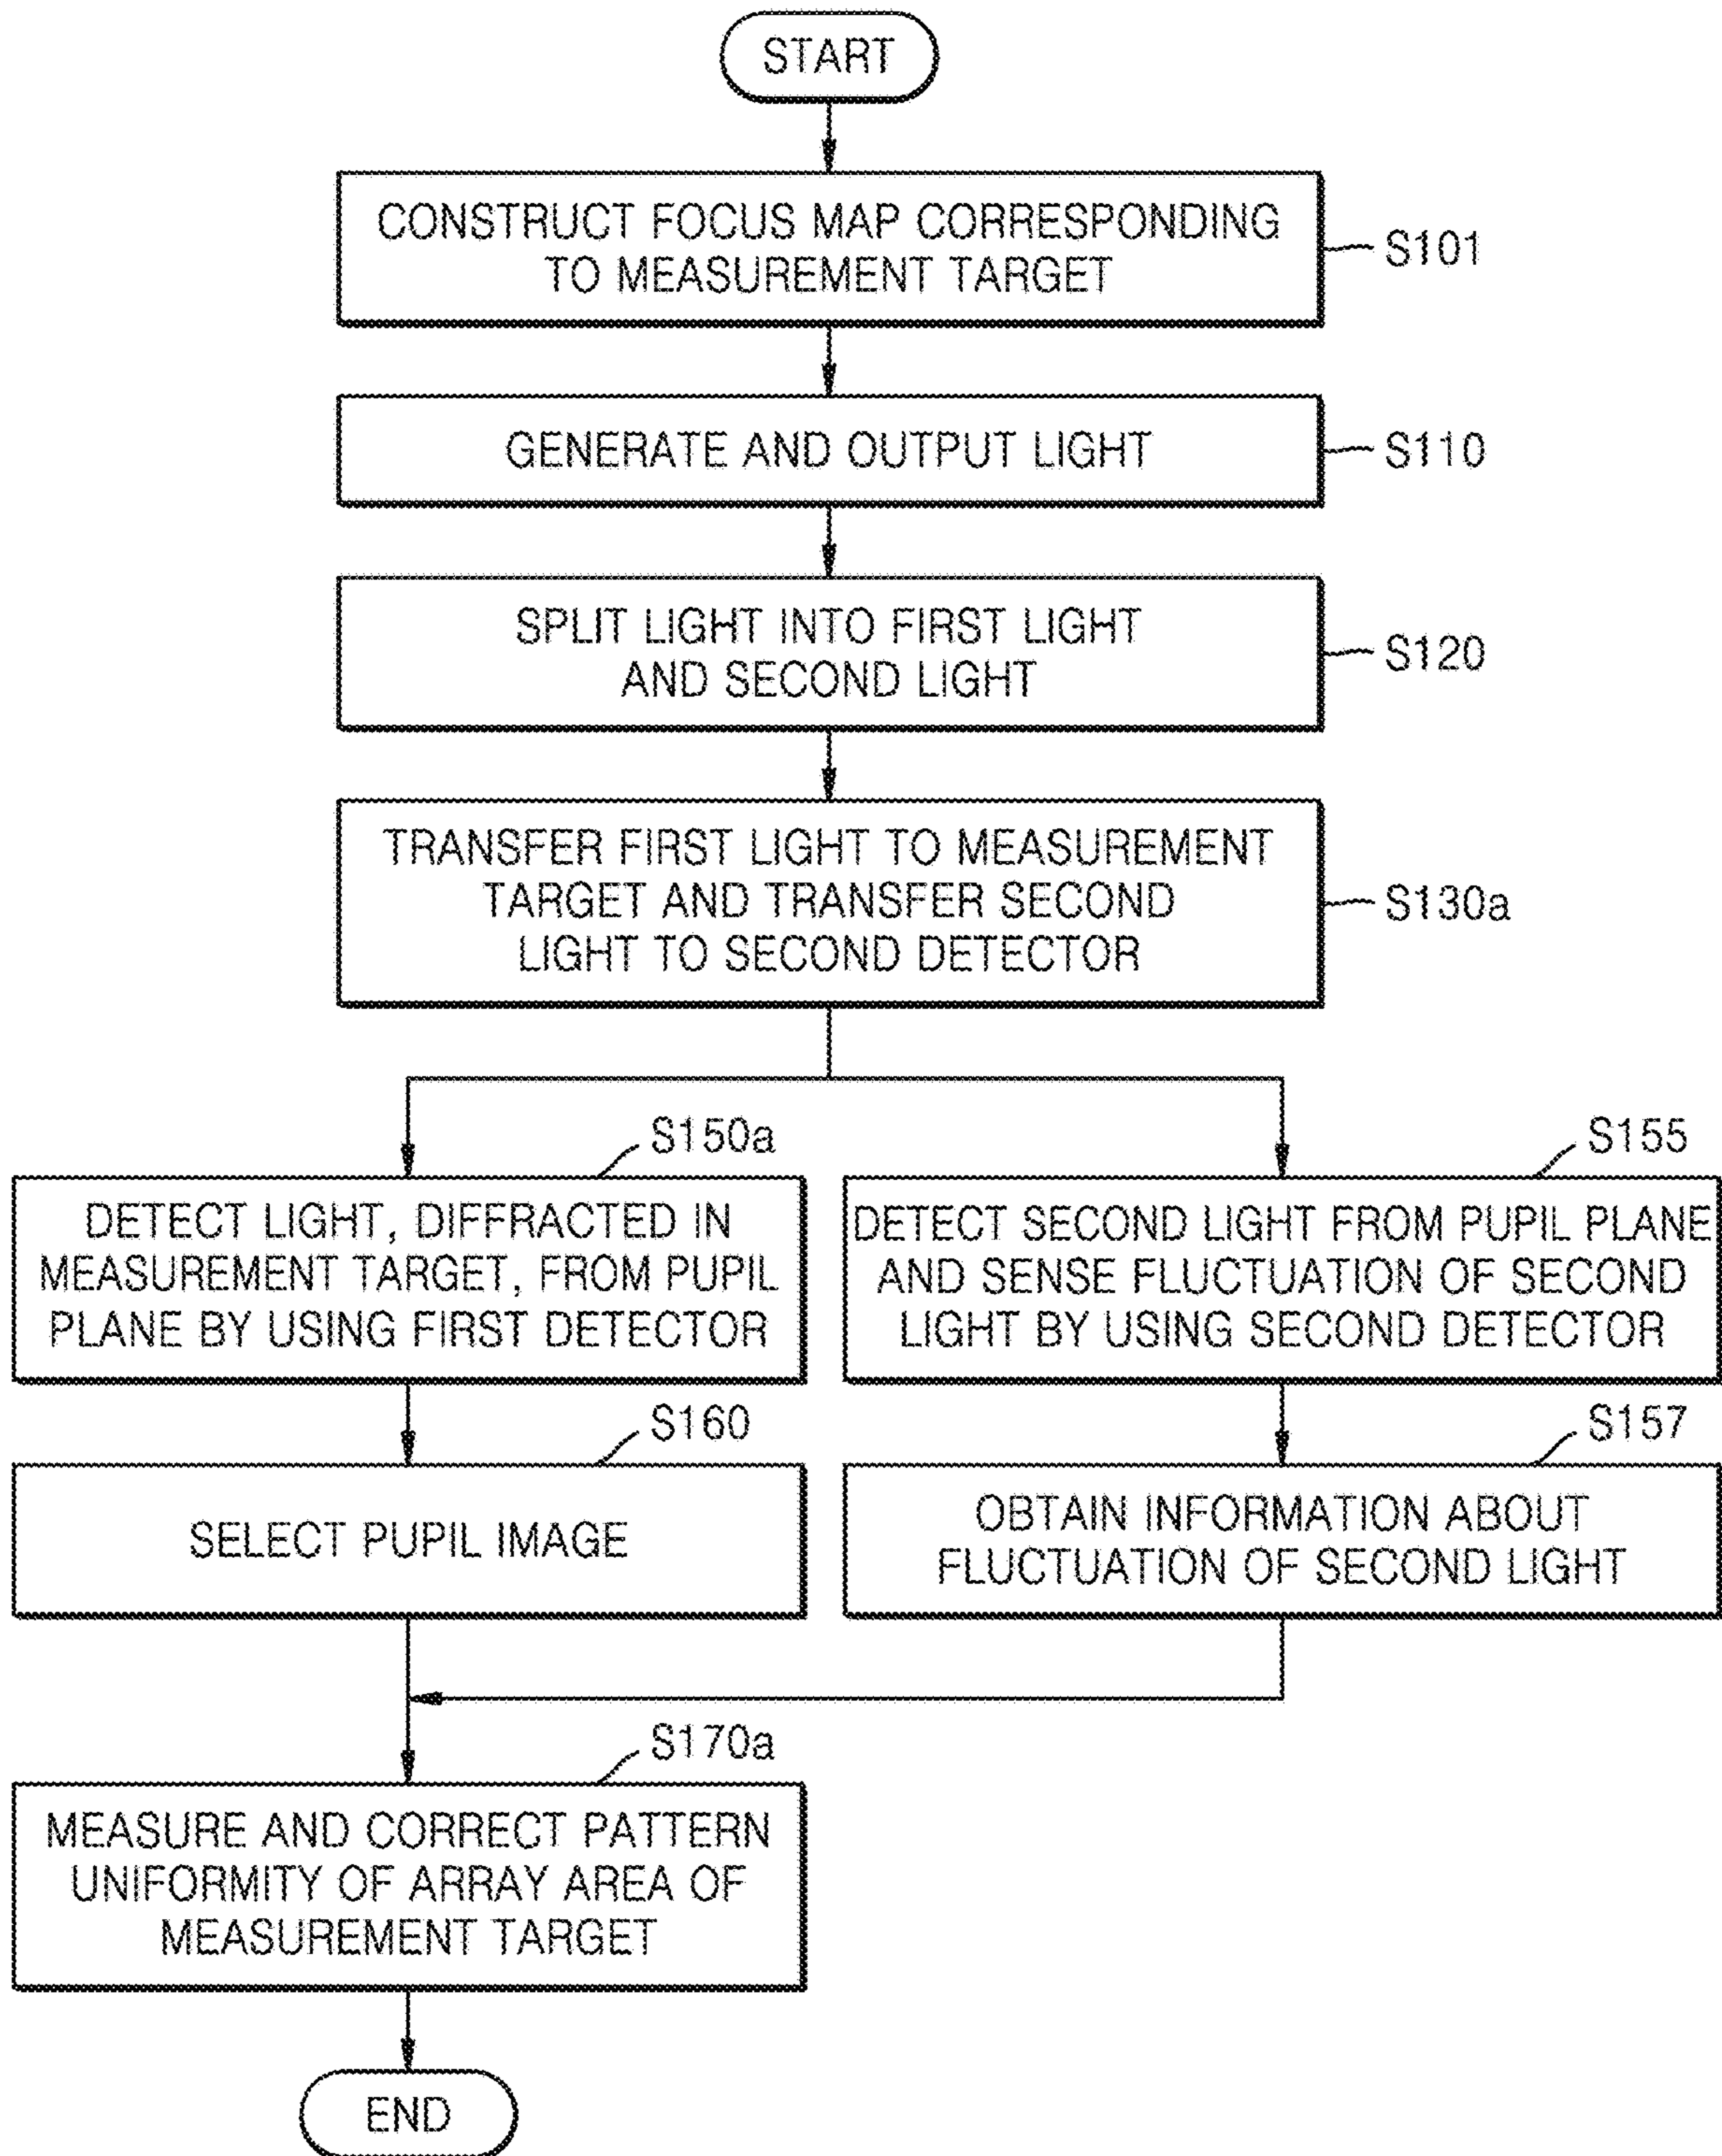 START
CONSTRUCT FOCUS MAP CORRESPONDING
TO MEASUREMENT TARGET
S101
GENERATE AND OUTPUT LIGHT
S110
SPLIT LIGHT INTO FIRST LIGHT
AND SECOND LIGHT
S120
TRANSFER FIRST LIGHT TO MEASUREMENT
TARGET AND TRANSFER SECOND
LIGHT TO SECOND DETECTOR
S130a
S150a
DETECT LIGHT, DIFFRACTED IN
MEASUREMENT TARGET, FROM PUPIL
PLANE BY USING FIRST DETECTOR
S155
DETECT SECOND LIGHT FROM PUPIL PLANE
AND SENSE FLUCTUATION OF SECOND
LIGHT BY USING SECOND DETECTOR
S160
SELECT PUPIL IMAGE
S157
OBTAIN INFORMATION ABOUT
FLUCTUATION OF SECOND LIGHT
S170a
MEASURE AND CORRECT PATTERN
UNIFORMITY OF ARRAY AREA OF
MEASUREMENT TARGET
END